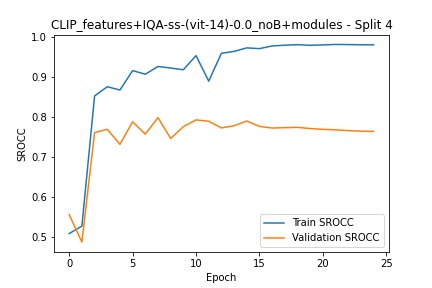 CLIP_features+IQA-ss-(vit-14)-0.0_noB+modules - Split 4
1.0
0.9
0.8
0.7
0.6
0.5
SROCC
Train SROCC
Validation SROCC
0 5 10 15 20 25
Epoch